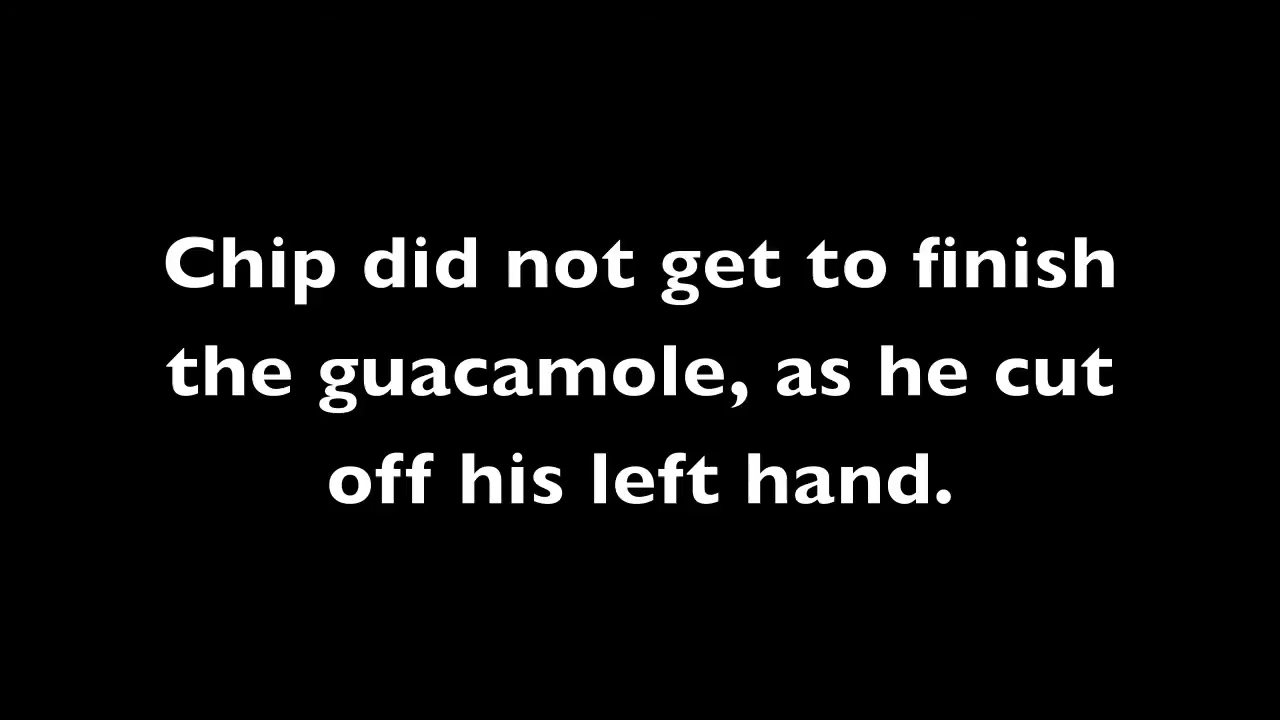 Chip did not get to finish
the guacamole, as he cut
off his left hand.